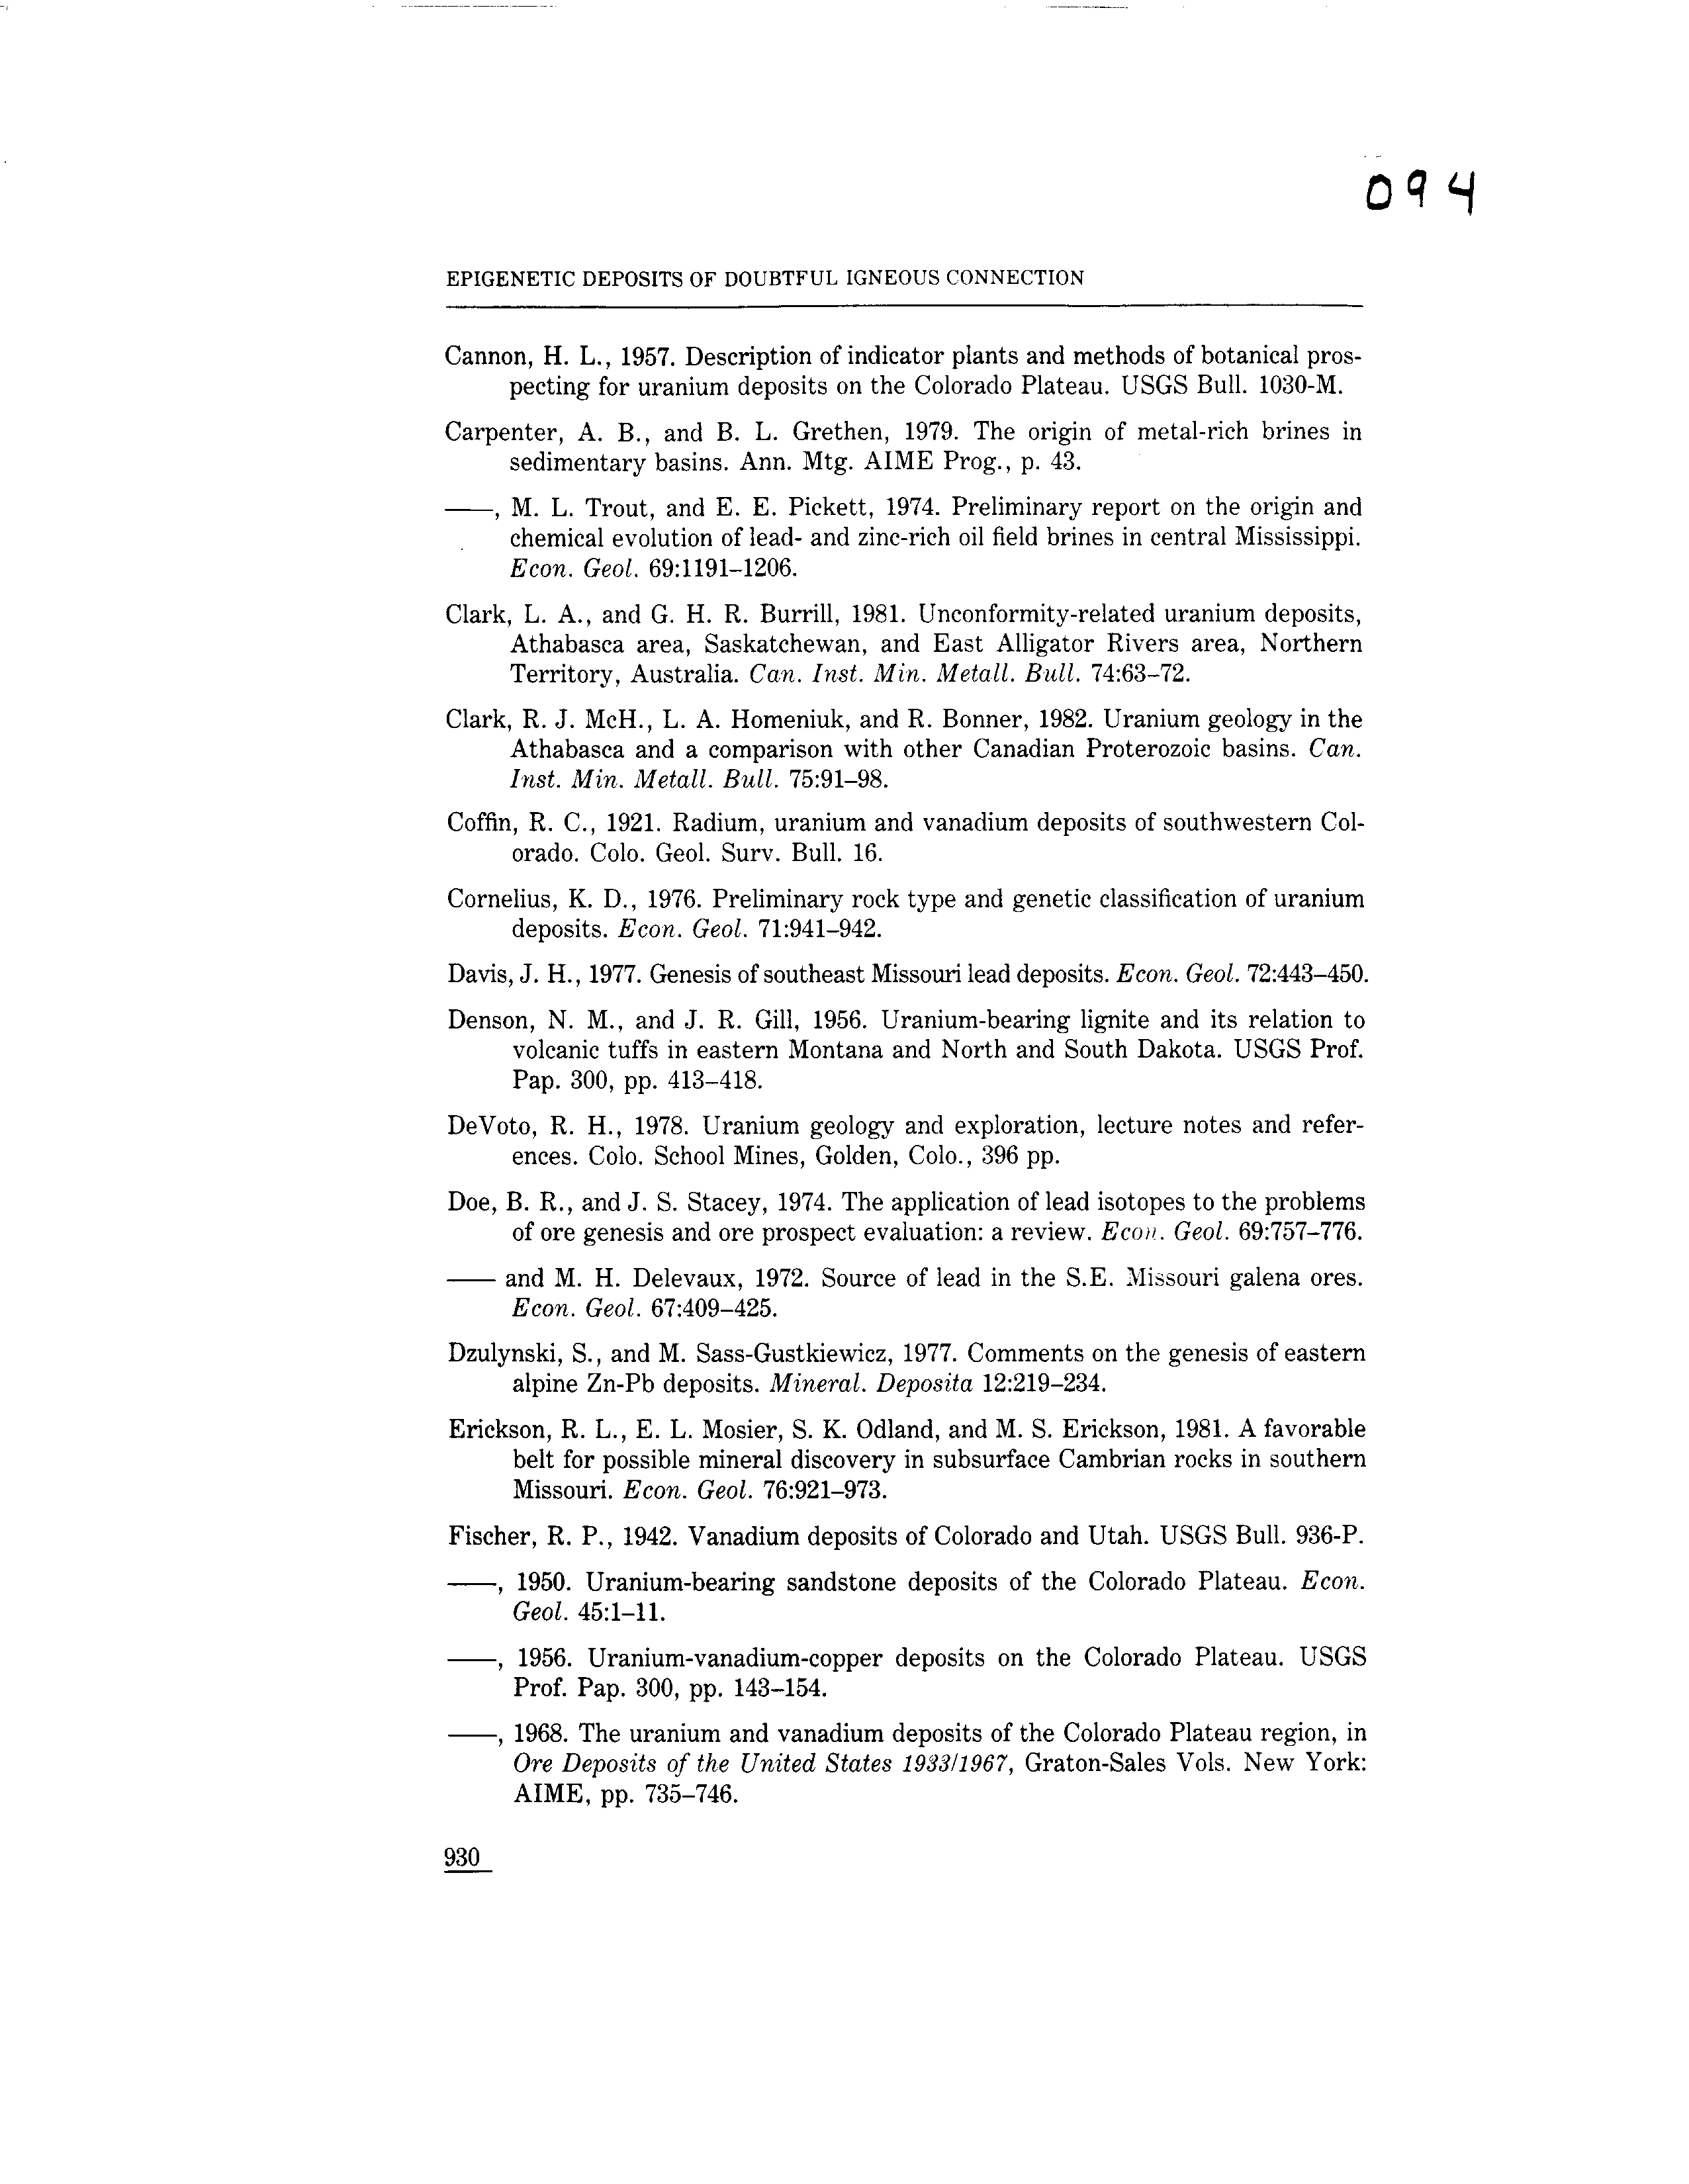 094
EPIGENETIC DEPOSITS OF DOUBTFUL IGNEOUS CONNECTION
Cannon, H. L., 1957. Description of indicator plants and methods of botanical pros-
pecting for uranium deposits on the Colorado Plateau. USGS Bull. 1030-M.
Carpenter, A. B., and B. L. Grethen, 1979. The origin of metal-rich brines in
sedimentary basins. Ann. Mtg. AIME Prog., p. 43.
——, M. L. Trout, and E. E. Pickett, 1974. Preliminary report on the origin and
chemical evolution of lead- and zinc-rich oil field brines in central Mississippi.
Econ. Geol. 69:1191–1206.
Clark, L. A., and G. H. R. Burrill, 1981. Unconformity-related uranium deposits,
Athabasca area, Saskatchewan, and East Alligator Rivers area, Northern
Territory, Australia. Can. Inst. Min. Metall. Bull. 74:63–72.
Clark, R. J. McH., L. A. Homeniuk, and R. Bonner, 1982. Uranium geology in the
Athabasca and a comparison with other Canadian Proterozoic basins. Can.
Inst. Min. Metall. Bull. 75:91–98.
Coffin, R. C., 1921. Radium, uranium and vanadium deposits of southwestern Col-
orado. Colo. Geol. Surv. Bull. 16.
Cornelius, K. D., 1976. Preliminary rock type and genetic classification of uranium
deposits. Econ. Geol. 71:941–942.
Davis, J. H., 1977. Genesis of southeast Missouri lead deposits. Econ. Geol. 72:443–450.
Denson, N. M., and J. R. Gill, 1956. Uranium-bearing lignite and its relation to
volcanic tuffs in eastern Montana and North and South Dakota. USGS Prof.
Pap. 300, pp. 413–418.
DeVoto, R. H., 1978. Uranium geology and exploration, lecture notes and refer-
ences. Colo. School Mines, Golden, Colo., 396 pp.
Doe, B. R., and J. S. Stacey, 1974. The application of lead isotopes to the problems
of ore genesis and ore prospect evaluation: a review. Econ. Geol. 69:757–776.
—— and M. H. Delevaux, 1972. Source of lead in the S.E. Missouri galena ores.
Econ. Geol. 67:409–425.
Dzulynski, S., and M. Sass-Gustkiewicz, 1977. Comments on the genesis of eastern
alpine Zn-Pb deposits. Mineral. Deposita 12:219–234.
Erickson, R. L., E. L. Mosier, S. K. Odland, and M. S. Erickson, 1981. A favorable
belt for possible mineral discovery in subsurface Cambrian rocks in southern
Missouri. Econ. Geol. 76:921–973.
Fischer, R. P., 1942. Vanadium deposits of Colorado and Utah. USGS Bull. 936-P.
——, 1950. Uranium-bearing sandstone deposits of the Colorado Plateau. Econ.
Geol. 45:1–11.
——, 1956. Uranium-vanadium-copper deposits on the Colorado Plateau. USGS
Prof. Pap. 300, pp. 143–154.
——, 1968. The uranium and vanadium deposits of the Colorado Plateau region, in
Ore Deposits of the United States 1933/1967, Graton-Sales Vols. New York:
AIME, pp. 735–746.
930